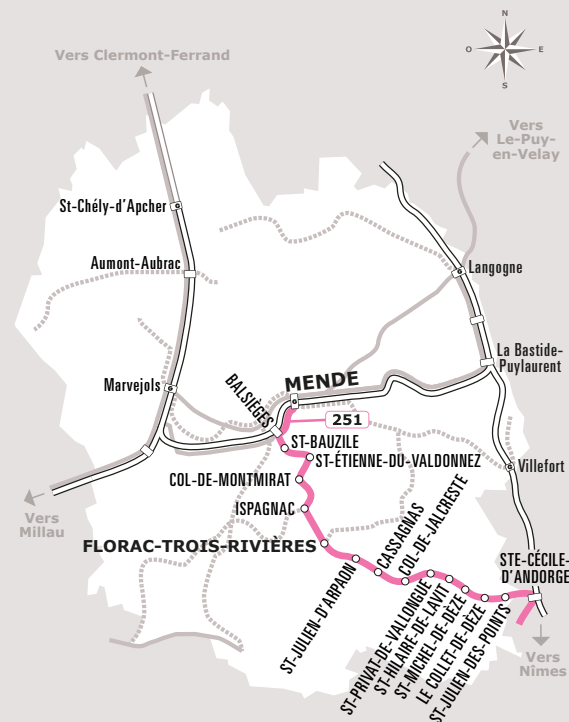 N
O
E
S
Vers Clermont-Ferrand
Vers
Le-Puy-
en-Velay
St-Chély-d'Apcher
Aumont-Aubrac
Langogne
La Bastide-
Puylaurent
Marvejols
BALSIÈGES
MENDE
251
ST-BAUZILE
ST-ÉTIENNE-DU-VALDONNEZ
Villefort
COL-DE-MONTMIRAT
ISPAGNAC
Vers
Millau
FLORAC-TROIS-RIVIÈRES
ST-JULIEN-D'ARPAON
CASSAGNAS
COL-DE-JALCRESTE
ST-PRIVAT-DE-VALLONGUE
ST-HILAIRE-DE-LAVIT
ST-MICHEL-DE-DÈZE
LE COLLET-DE-DÈZE
ST-JULIEN-DES-POINTS
STE-CÉCILE-
D'ANDORGE
Vers
Nîmes